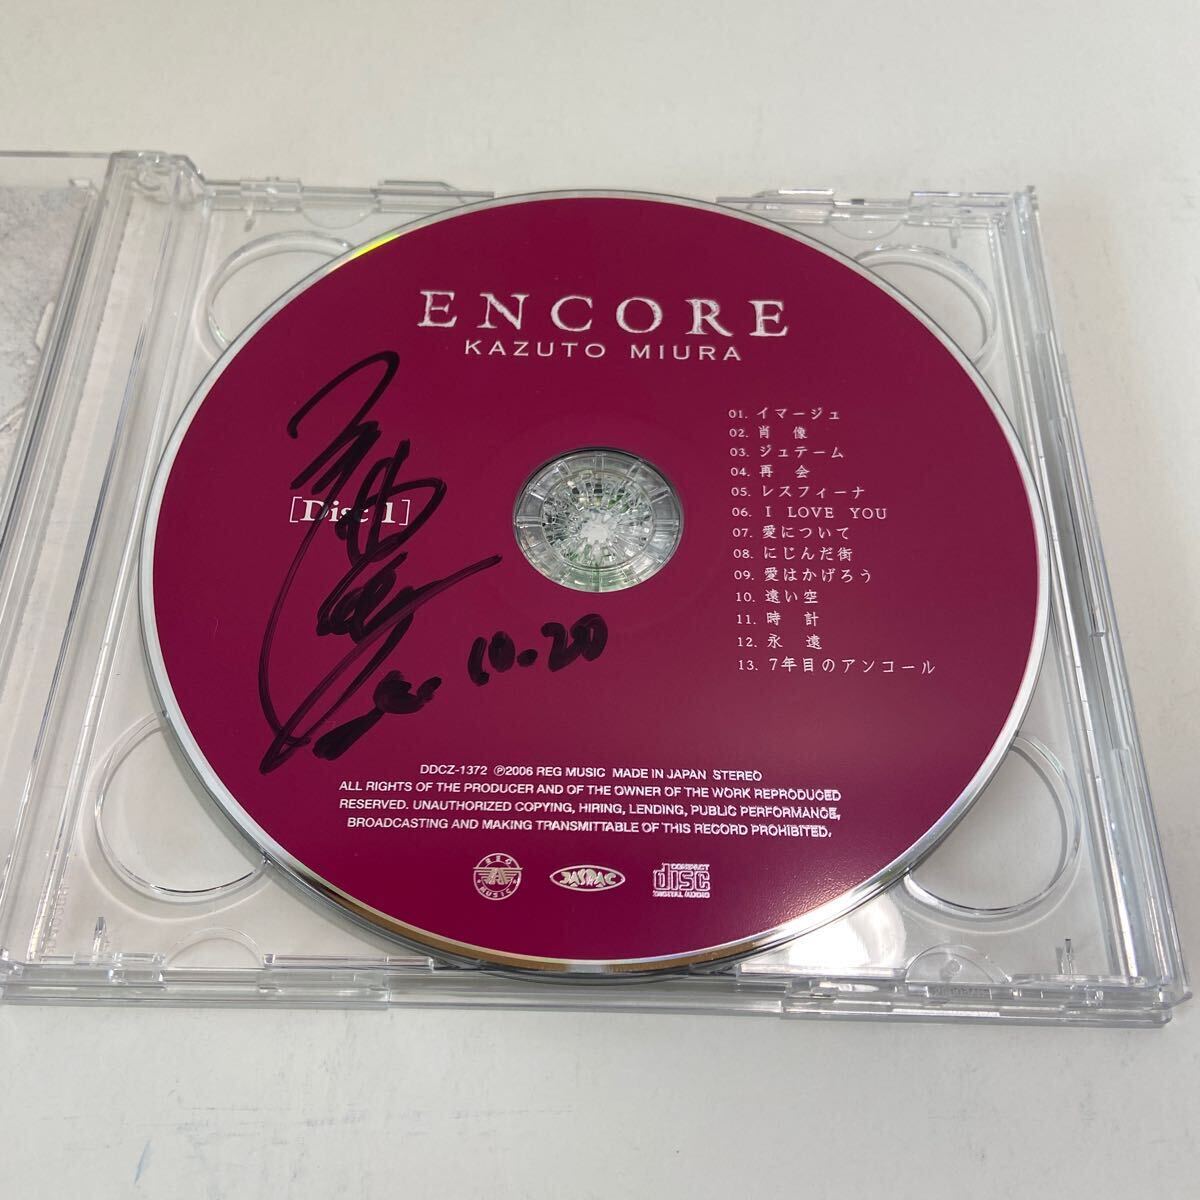 ENCORE
KAZUTO MIURA
[Disc 1]
01. イマージュ
02. 肖 像
03. ジュテーム
04. 再 会
05. レスフィーナ
06. I LOVE YOU
07. 愛について
08. にじんだ街
09. 愛はかげろう
10. 遠い空
11. 時 計
12. 永 遠
13. 7年目のアンコール
10.20
DDCZ-1372 ℗2006 REG MUSIC MADE IN JAPAN STEREO
ALL RIGHTS OF THE PRODUCER AND OF THE OWNER OF THE WORK REPRODUCED
RESERVED. UNAUTHORIZED COPYING, HIRING, LENDING, PUBLIC PERFORMANCE,
BROADCASTING AND MAKING TRANSMITTABLE OF THIS RECORD PROHIBITED.
REG
MUSIC
JASRAC
COMPACT
disc
DIGITAL AUDIO